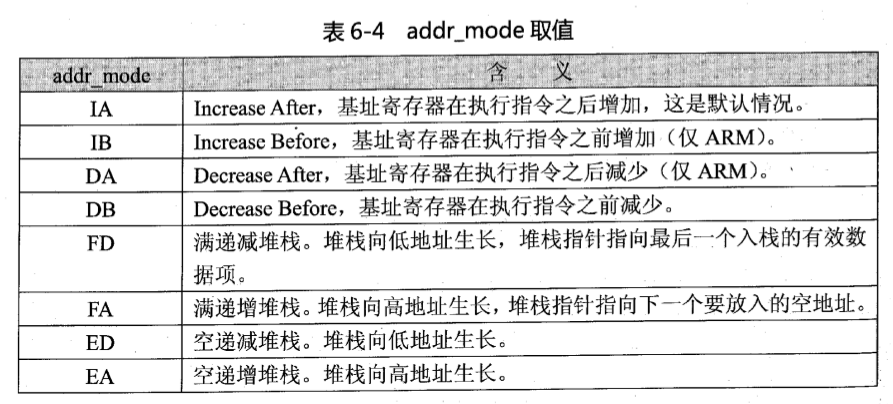 表 6-4 addr_mode 取值
addr_mode 含 义
IA Increase After，基址寄存器在执行指令之后增加，这是默认情况。
IB Increase Before，基址寄存器在执行指令之前增加（仅 ARM）。
DA Decrease After，基址寄存器在执行指令之后减少（仅 ARM）。
DB Decrease Before，基址寄存器在执行指令之前减少。
FD 满递减堆栈。堆栈向低地址生长，堆栈指针指向最后一个入栈的有效数
据项。
FA 满递增堆栈。堆栈向高地址生长，堆栈指针指向下一个要放入的空地址。
ED 空递减堆栈。堆栈向低地址生长。
EA 空递增堆栈。堆栈向高地址生长。